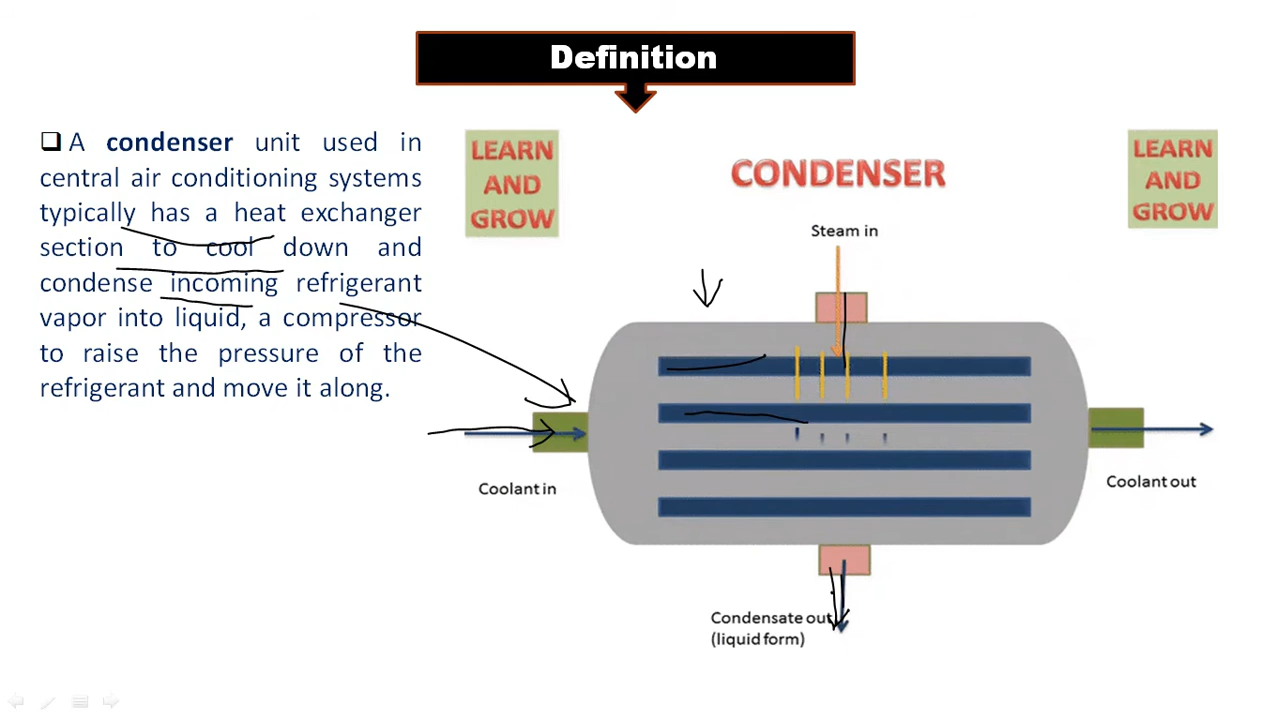 Definition
❑ A condenser unit used in
central air conditioning systems
typically has a heat exchanger
section to cool down and
condense incoming refrigerant
vapor into liquid, a compressor
to raise the pressure of the
refrigerant and move it along.
LEARN
AND
GROW
CONDENSER
LEARN
AND
GROW
Steam in
Coolant in
Coolant out
Condensate out
(liquid form)